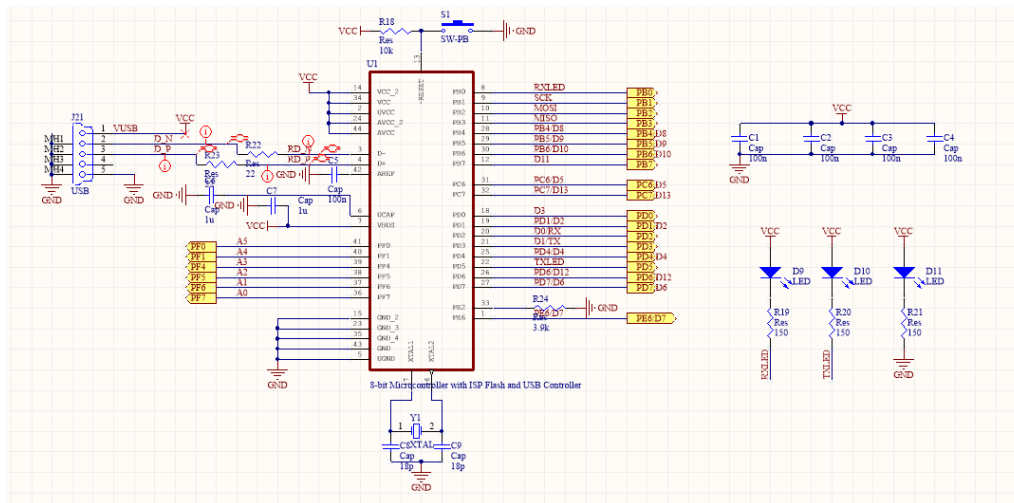 S1
SW-PB
GND
VCC
R18
Res
10k
U1
13
~RESET
VCC
14 VCC_2
34 VCC
2 UVCC
24 AVCC_2
44 AVCC
3 D-
4 D+
42 AREF
6 UCAP
7 VBUS
41 PF0
40 PF1
39 PF4
38 PF5
37 PF6
36 PF7
15 GND_2
23 GND_3
35 GND_4
43 GND
5 UGND
XTAL1
XTAL2
J21
USB
MH1
MH2
MH3
MH4
1
2
3
4
5
VUSB
VCC
D_N
D_P
GND
GND
R22
Res
22
R23
Res
RD_P
GND
C5
Cap
100n
GND
Cap
1u
GND
C7
Cap
1u
VCC
PF0 A5
PF1 A4
PF4 A3
PF5 A2
PF6 A1
PF7 A0
GND
PB0 8 RXLED PB0
PB1 9 SCK PB1
PB2 10 MOSI PB2
PB3 11 MISO PB3
PB4 28 PB4/D8 PB4 D8
PB5 29 PB5/D9 PB5 D9
PB6 30 PB6/D10 PB6 D10
PB7 12 D11 PB7
PC6 31 PC6/D5 PC6 D5
PC7 32 PC7/D13 PC7 D13
PD0 18 D3 PD0
PD1 19 PD1/D2 PD1 D2
PD2 20 D0/RX PD2
PD3 21 D1/TX PD3
PD4 25 PD4/D4 PD4 D4
PD5 22 TXLED PD5
PD6 26 PD6/D12 PD6 D12
PD7 27 PD7/D6 PD7 D6
PE2 33
R24
Res
3.9k
GND
PE6 1 PE6/D7 PE6/D7
8-bit Microcontroller with ISP Flash and USB Controller
Y1
1 2
XTAL
C8
Cap
18p
C9
Cap
18p
GND
VCC
C1
Cap
100n
C2
Cap
100n
C3
Cap
100n
C4
Cap
100n
GND
VCC
D9
LED
R19
Res
150
RXLED
VCC
D10
LED
R20
Res
150
TXLED
VCC
D11
LED
R21
Res
150
GND